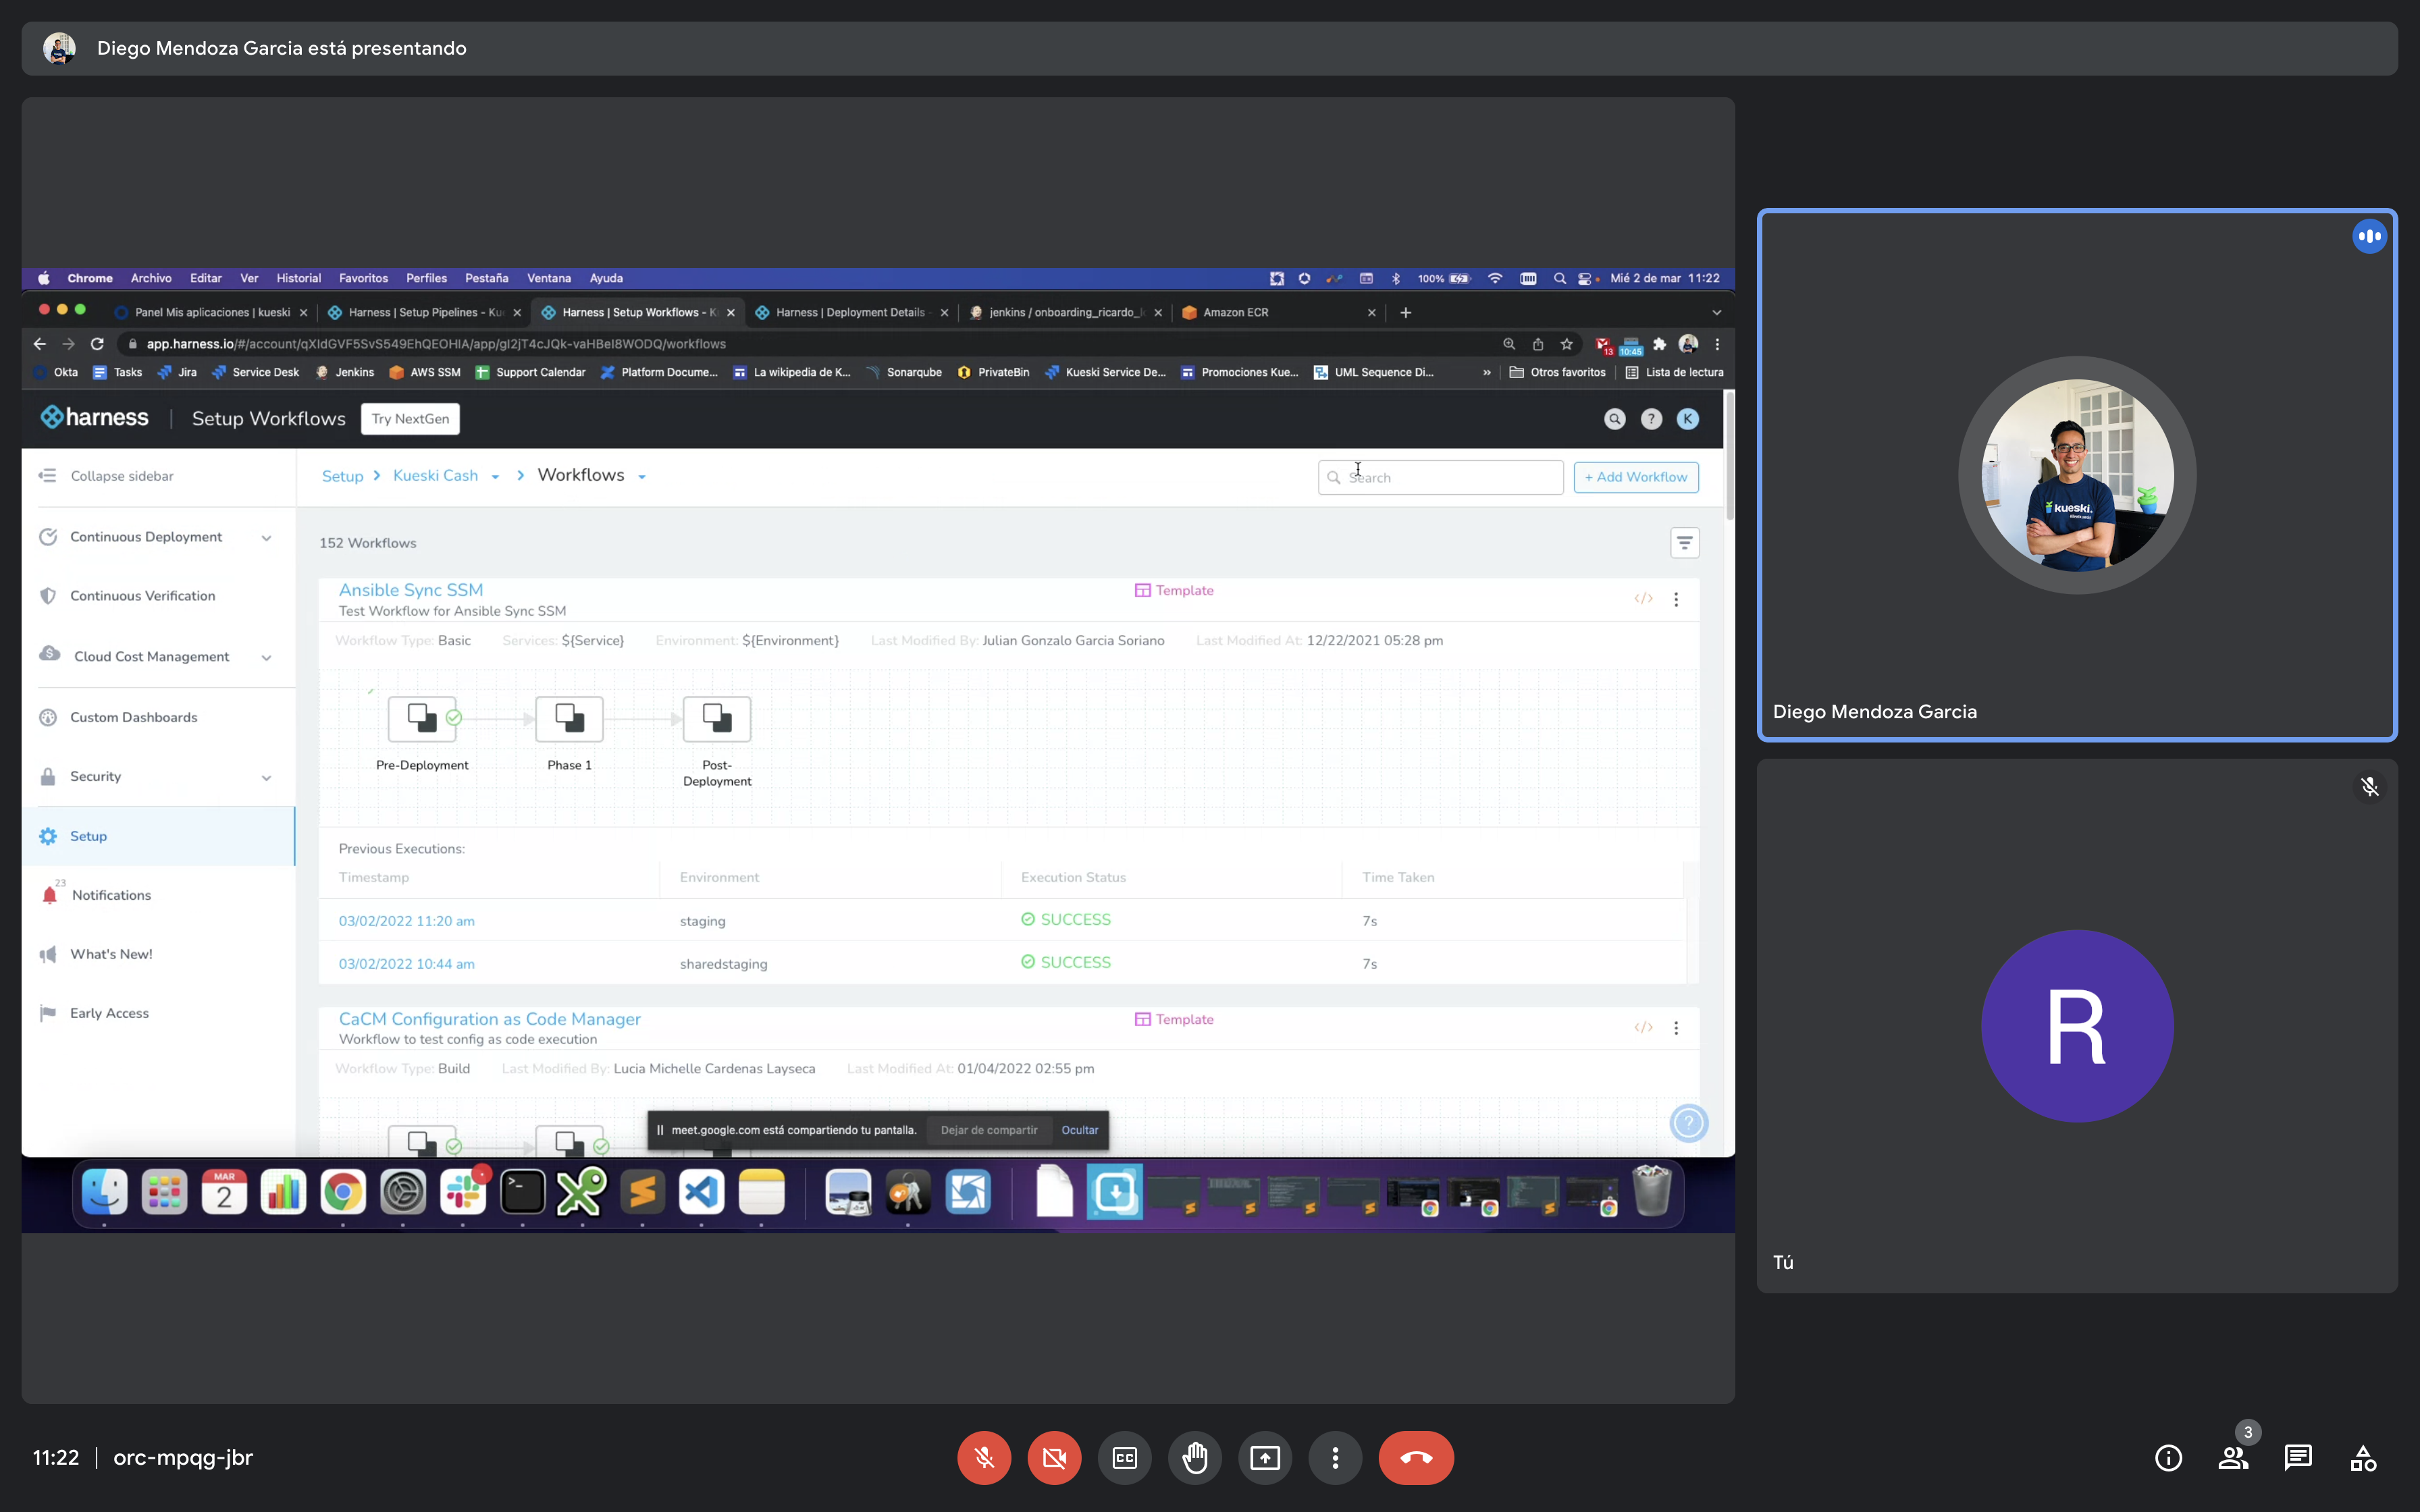 Diego Mendoza Garcia está presentando
Chrome Archivo Editar Ver Historial Favoritos Perfiles Pestaña Ventana Ayuda 100% Mié 2 de mar 11:22
Panel Mis aplicaciones | kueski Harness | Setup Pipelines - Kue Harness | Setup Workflows - K Harness | Deployment Details - jenkins / onboarding_ricardo_l Amazon ECR
app.harness.io/#/account/qXIdGVF5SvS549EhQEOHIA/app/gI2jT4cJQk-vaHBeI8WODQ/workflows 13 10:45
Okta Tasks Jira Service Desk Jenkins AWS SSM Support Calendar Platform Docume... La wikipedia de K... Sonarqube PrivateBin Kueski Service De... Promociones Kue... UML Sequence Di... » Otros favoritos Lista de lectura
harness | Setup Workflows Try NextGen ? K
Collapse sidebar
Continuous Deployment
Continuous Verification
Cloud Cost Management
Custom Dashboards
Security
Setup
23
Notifications
What's New!
Early Access
Setup > Kueski Cash > Workflows Search + Add Workflow
152 Workflows
Ansible Sync SSM Template </>
Test Workflow for Ansible Sync SSM
Workflow Type: Basic Services: ${Service} Environment: ${Environment} Last Modified By: Julian Gonzalo Garcia Soriano Last Modified At: 12/22/2021 05:28 pm
Pre-Deployment Phase 1 Post-
Deployment
Previous Executions:
Timestamp Environment Execution Status Time Taken
03/02/2022 11:20 am staging SUCCESS 7s
03/02/2022 10:44 am sharedstaging SUCCESS 7s
CaCM Configuration as Code Manager Template </>
Workflow to test config as code execution
Workflow Type: Build Last Modified By: Lucia Michelle Cardenas Layseca Last Modified At: 01/04/2022 02:55 pm
meet.google.com está compartiendo tu pantalla. Dejar de compartir Ocultar
?
MAR
2
kueski.
Diego Mendoza Garcia
R
Tú
11:22 | orc-mpqg-jbr
CC
3